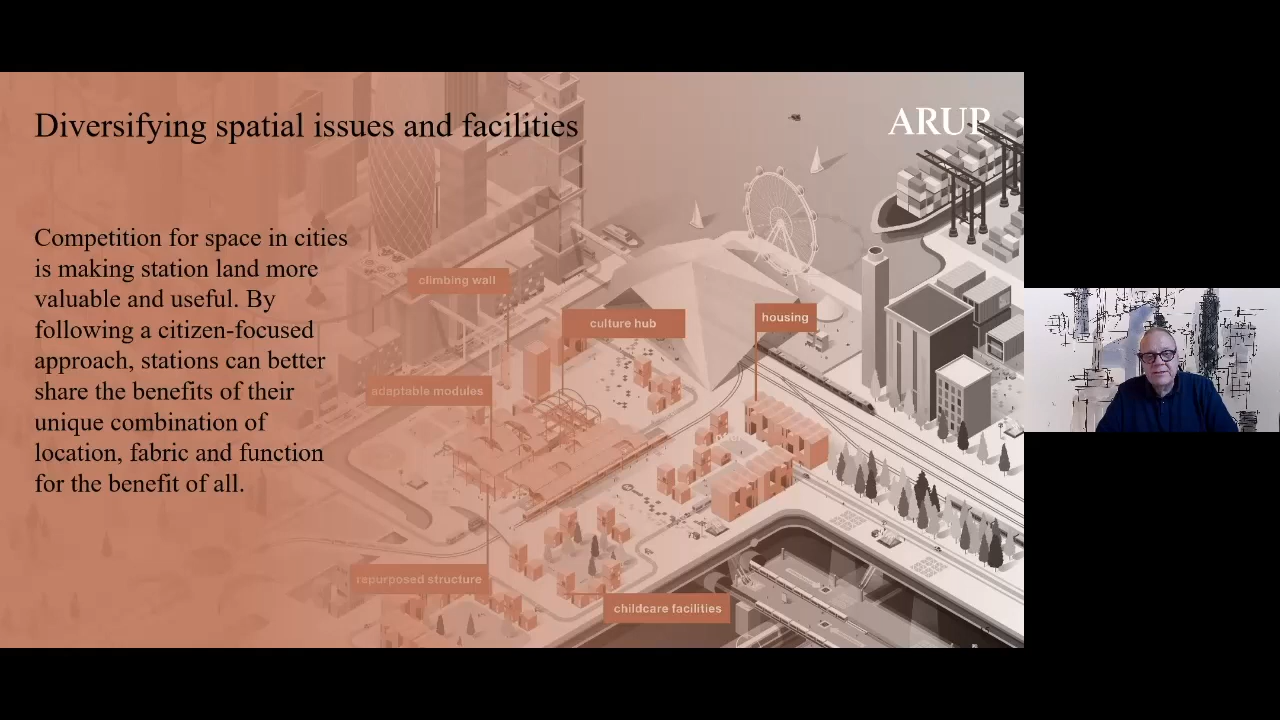 Diversifying spatial issues and facilities
ARUP
Competition for space in cities
is making station land more
valuable and useful. By
following a citizen-focused
approach, stations can better
share the benefits of their
unique combination of
location, fabric and function
for the benefit of all.
climbing wall
culture hub
housing
adaptable modules
repurposed structure
childcare facilities